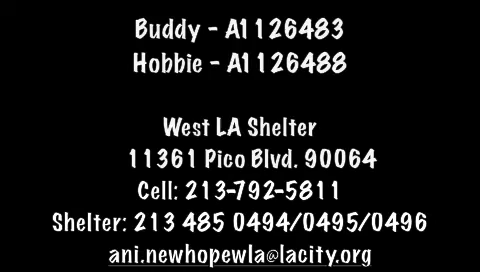 Buddy - A1126483
Hobbie - A1126488
West LA Shelter
11361 Pico Blvd. 90064
Cell: 213-792-5811
Shelter: 213 485 0494/0495/0496
ani.newhopewla@lacity.org